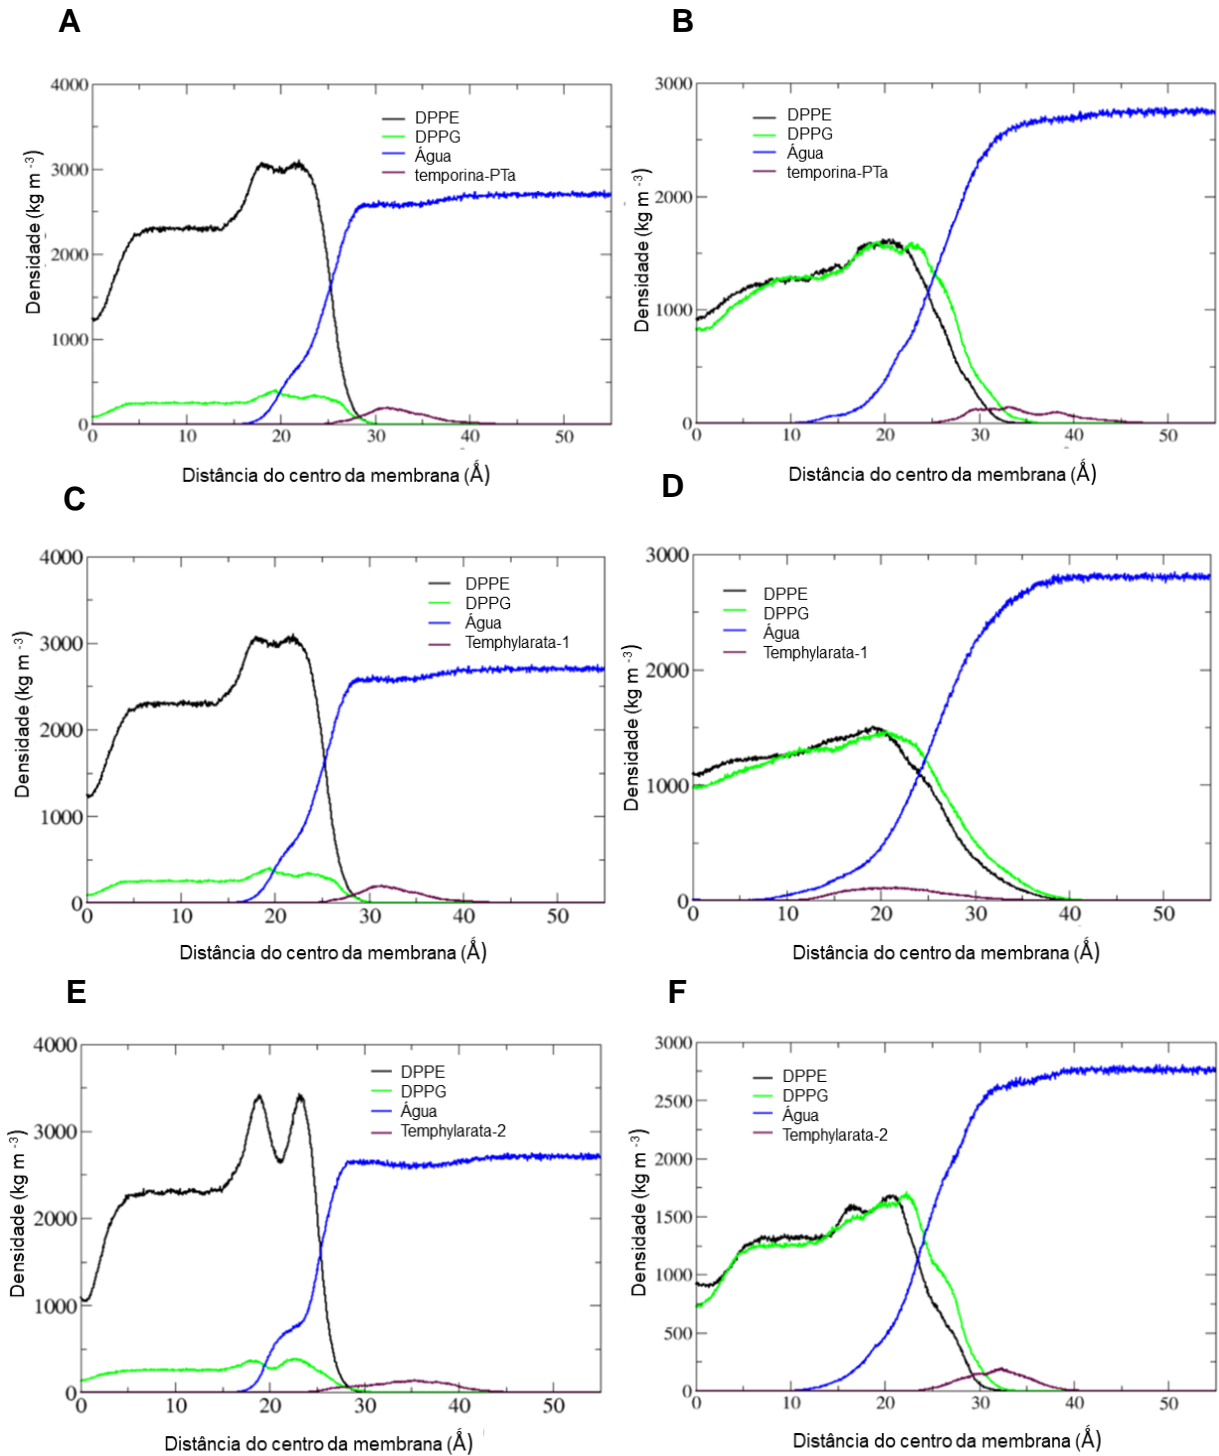 A
B
4000
3000
2000
1000
0
0 10 20 30 40 50
Densidade (kg m -3)
DPPE
DPPG
Água
temporina-PTa
Distância do centro da membrana (Å)
3000
2000
1000
0
0 10 20 30 40 50
Densidade (kg m -3)
DPPE
DPPG
Água
temporina-PTa
Distância do centro da membrana (Å)
C
D
4000
3000
2000
1000
0
0 10 20 30 40 50
Densidade (kg m -3)
DPPE
DPPG
Água
Temphylarata-1
Distância do centro da membrana (Å)
3000
2000
1000
0
0 10 20 30 40 50
Densidade (kg m -3)
DPPE
DPPG
Água
Temphylarata-1
Distância do centro da membrana (Å)
E
F
4000
3000
2000
1000
0
0 10 20 30 40 50
Densidade (kg m -3)
DPPE
DPPG
Água
Temphylarata-2
Distância do centro da membrana (Å)
3000
2500
2000
1500
1000
500
0
0 10 20 30 40 50
Densidade (kg m -3)
DPPE
DPPG
Água
Temphylarata-2
Distância do centro da membrana (Å)